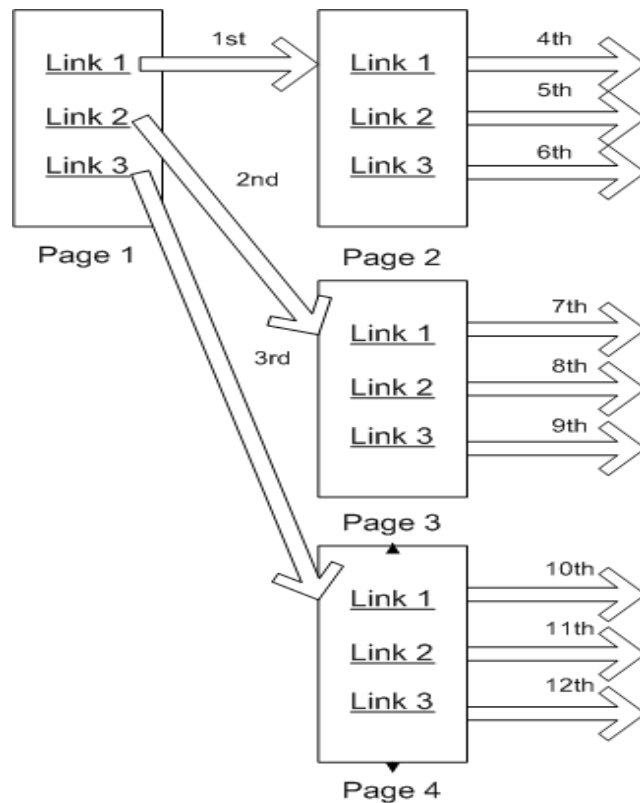 1st
Link 1
Link 2
Link 3
Page 1
2nd
3rd
Link 1
Link 2
Link 3
Page 2
4th
5th
6th
Link 1
Link 2
Link 3
Page 3
7th
8th
9th
Link 1
Link 2
Link 3
Page 4
10th
11th
12th